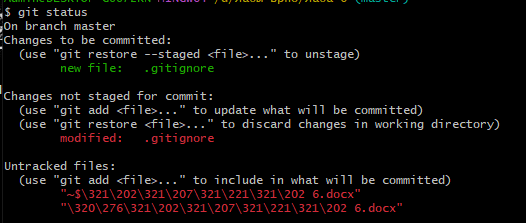 $ git status
On branch master
Changes to be committed:
  (use "git restore --staged <file>..." to unstage)
        new file:   .gitignore

Changes not staged for commit:
  (use "git add <file>..." to update what will be committed)
  (use "git restore <file>..." to discard changes in working directory)
        modified:   .gitignore

Untracked files:
  (use "git add <file>..." to include in what will be committed)
        "~$\321\202\321\207\321\221\321\202 6.docx"
        "\320\276\321\202\321\207\321\221\321\202 6.docx"